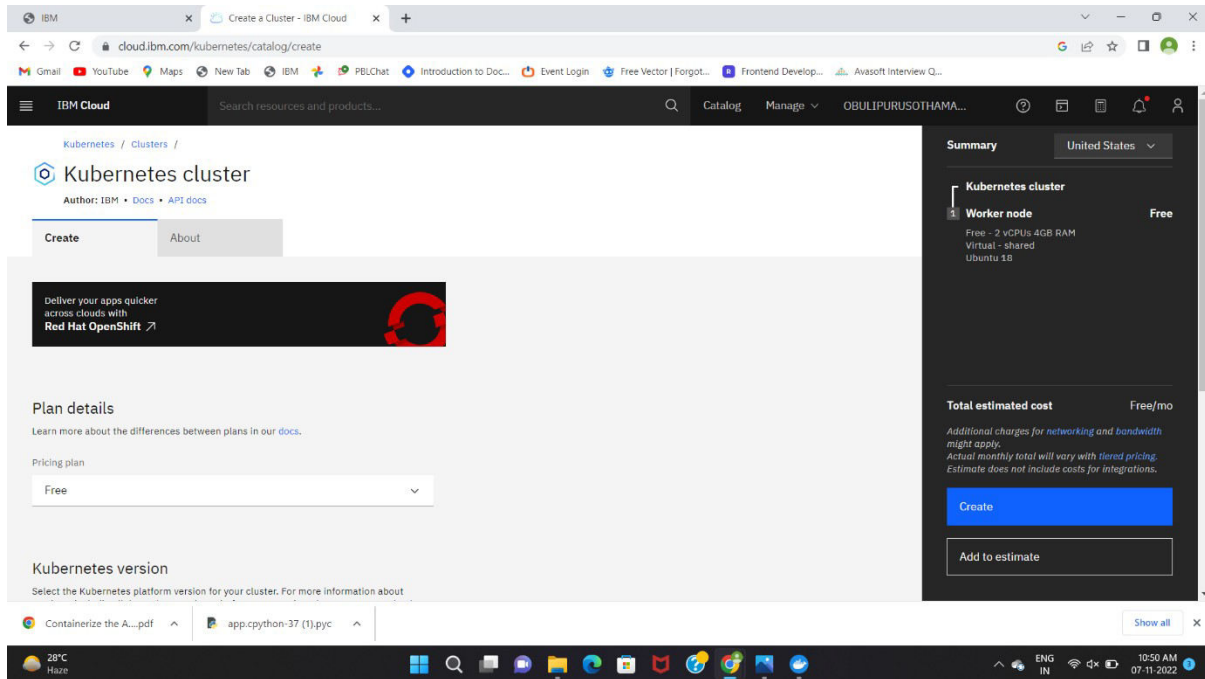 IBM
Create a Cluster - IBM Cloud
cloud.ibm.com/kubernetes/catalog/create
Gmail YouTube Maps New Tab IBM PBLChat Introduction to Doc... Event Login Free Vector | Forgot... Frontend Develop... Avasoft Interview Q...
IBM Cloud
Search resources and products...
Catalog
Manage
OBULIPURUSOTHAMA...
Kubernetes / Clusters /
Kubernetes cluster
Author: IBM • Docs • API docs
Create
About
Deliver your apps quicker
across clouds with
Red Hat OpenShift
Plan details
Learn more about the differences between plans in our docs.
Pricing plan
Free
Kubernetes version
Select the Kubernetes platform version for your cluster. For more information about
Summary
United States
Kubernetes cluster
1 Worker node Free
Free - 2 vCPUs 4GB RAM
Virtual - shared
Ubuntu 18
Total estimated cost Free/mo
Additional charges for networking and bandwidth
might apply.
Actual monthly total will vary with tiered pricing.
Estimate does not include costs for integrations.
Create
Add to estimate
Containerize the A....pdf
app.cpython-37 (1).pyc
Show all
28°C
Haze
ENG
IN
10:50 AM
07-11-2022